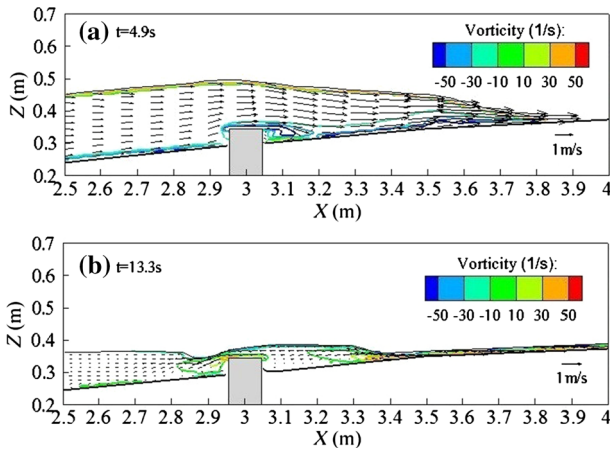 (a) t=4.9s
Vorticity (1/s):
-50 -30 -10 10 30 50
0.7
0.6
0.5
0.4
0.3
0.2
Z (m)
1m/s
2.5 2.6 2.7 2.8 2.9 3 3.1 3.2 3.3 3.4 3.5 3.6 3.7 3.8 3.9 4
X (m)
(b) t=13.3s
Vorticity (1/s):
-50 -30 -10 10 30 50
0.7
0.6
0.5
0.4
0.3
0.2
Z (m)
1m/s
2.5 2.6 2.7 2.8 2.9 3 3.1 3.2 3.3 3.4 3.5 3.6 3.7 3.8 3.9 4
X (m)